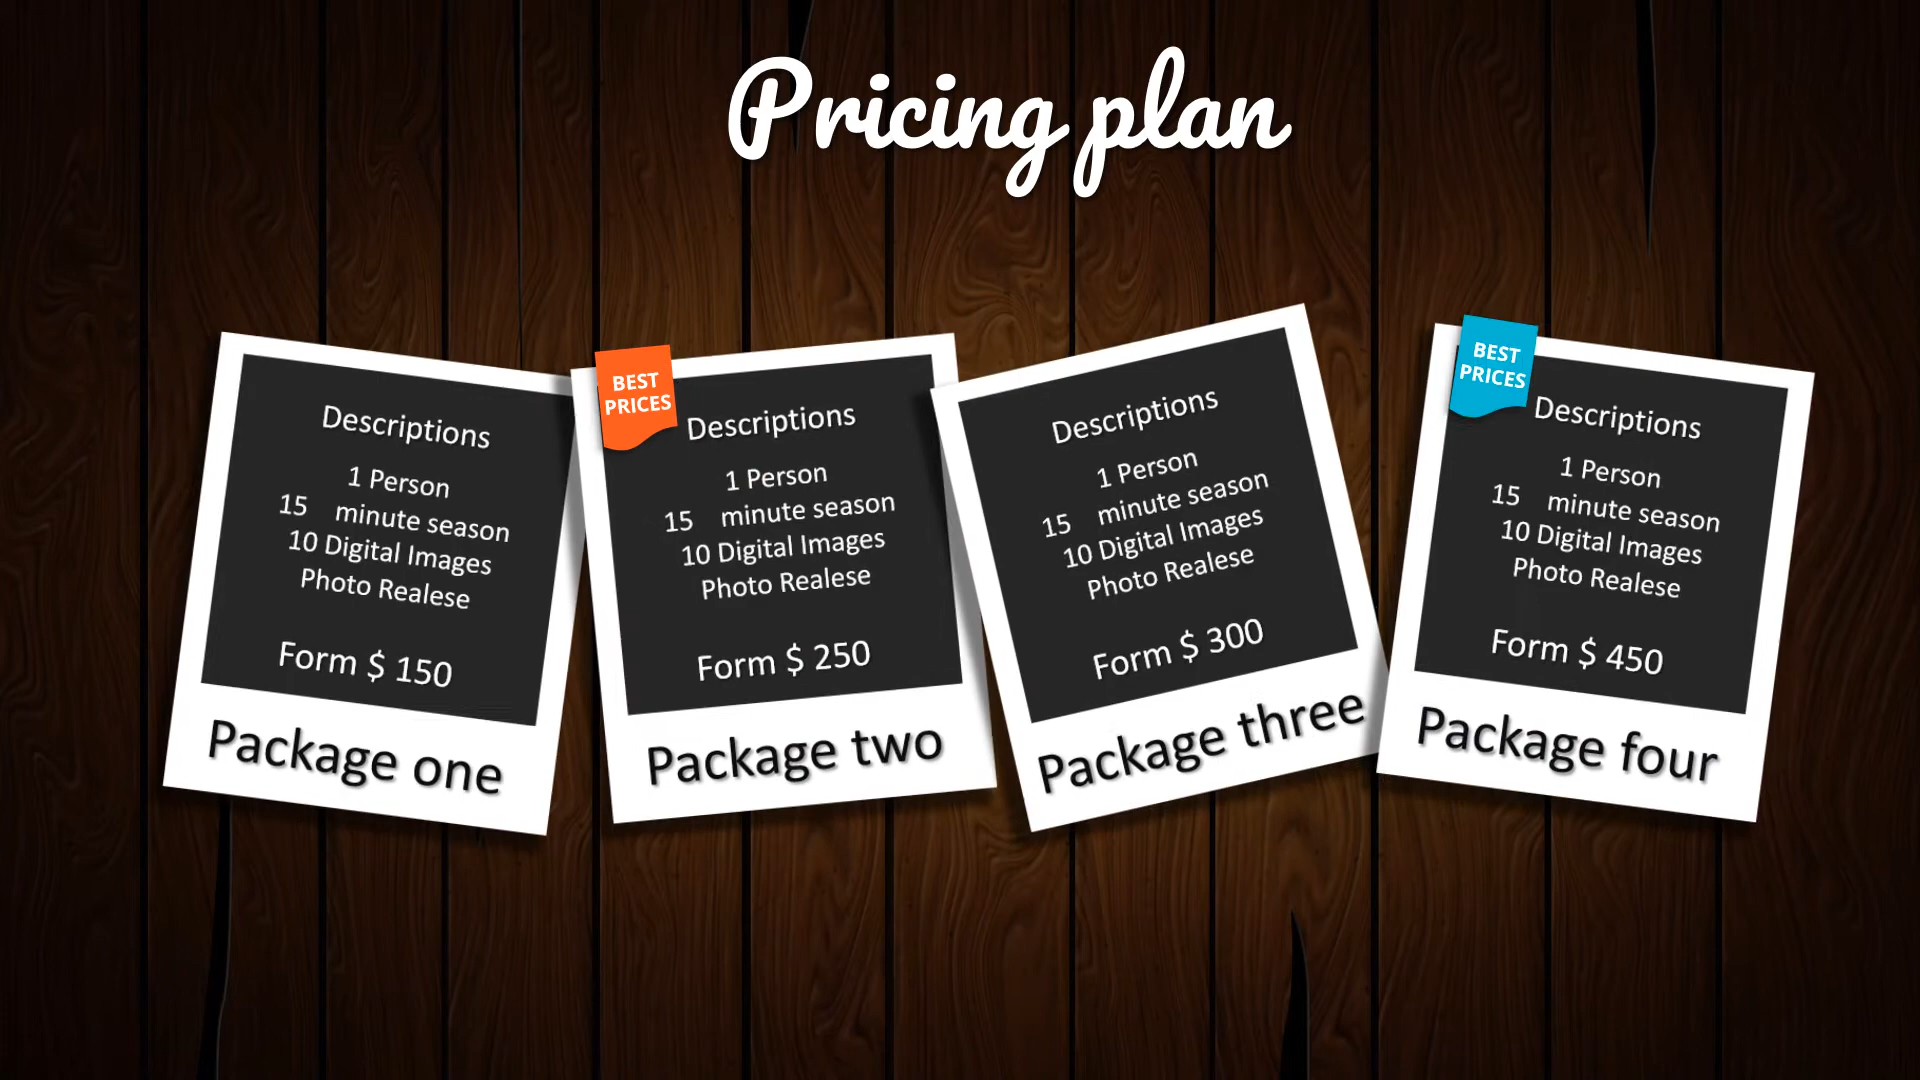 Pricing plan
Descriptions
1 Person
15 minute season
10 Digital Images
Photo Realese
Form $ 150
Package one
BEST
PRICES
Descriptions
1 Person
15 minute season
10 Digital Images
Photo Realese
Form $ 250
Package two
Descriptions
1 Person
15 minute season
10 Digital Images
Photo Realese
Form $ 300
Package three
BEST
PRICES
Descriptions
1 Person
15 minute season
10 Digital Images
Photo Realese
Form $ 450
Package four